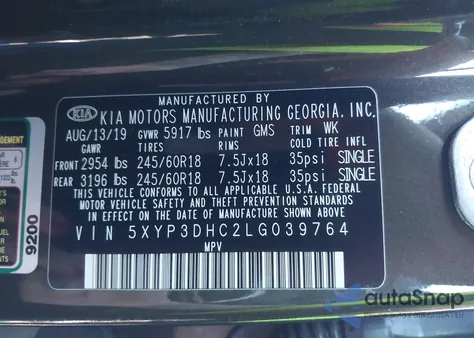 MANUFACTURED BY
KIA KIA MOTORS MANUFACTURING GEORGIA, INC.
AUG/13/19 GVWR 5917 lbs PAINT GMS TRIM WK
GAWR TIRES RIMS COLD TIRE INFL
FRONT 2954 lbs 245/60R18 7.5Jx18 35psi SINGLE
REAR 3196 lbs 245/60R18 7.5Jx18 35psi SINGLE
THIS VEHICLE CONFORMS TO ALL APPLICABLE U.S.A. FEDERAL
MOTOR VEHICLE SAFETY, BUMPER, AND THEFT PREVENTION
STANDARDS IN EFFECT ON THE DATE OF MANUFACTURE SHOWN ABOVE
VIN 5XYP3DHC2LG039764
MPV
9200
autoSnap